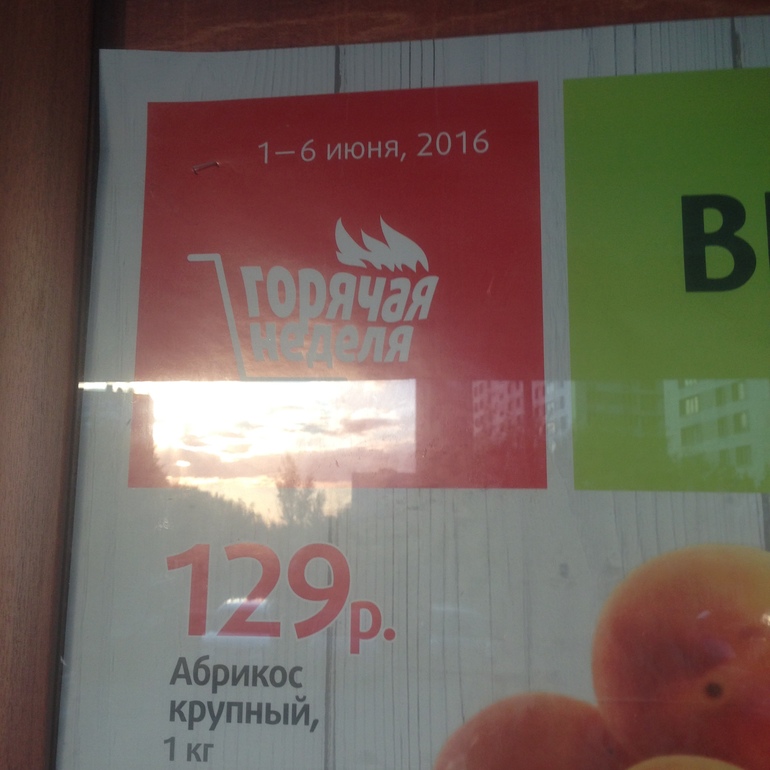 1–6 июня, 2016
горячая
неделя
129р.
Абрикос
крупный,
1 кг